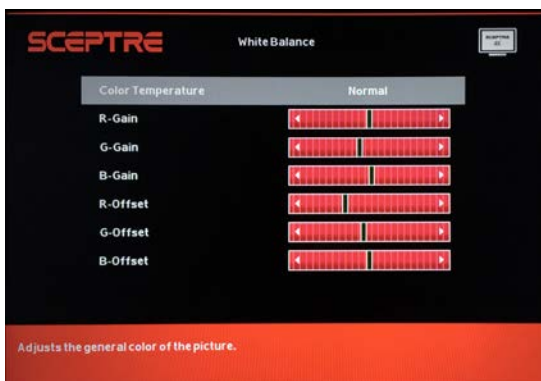 SCEPTRE
White Balance
Color Temperature Normal
R-Gain
G-Gain
B-Gain
R-Offset
G-Offset
B-Offset
Adjusts the general color of the picture.